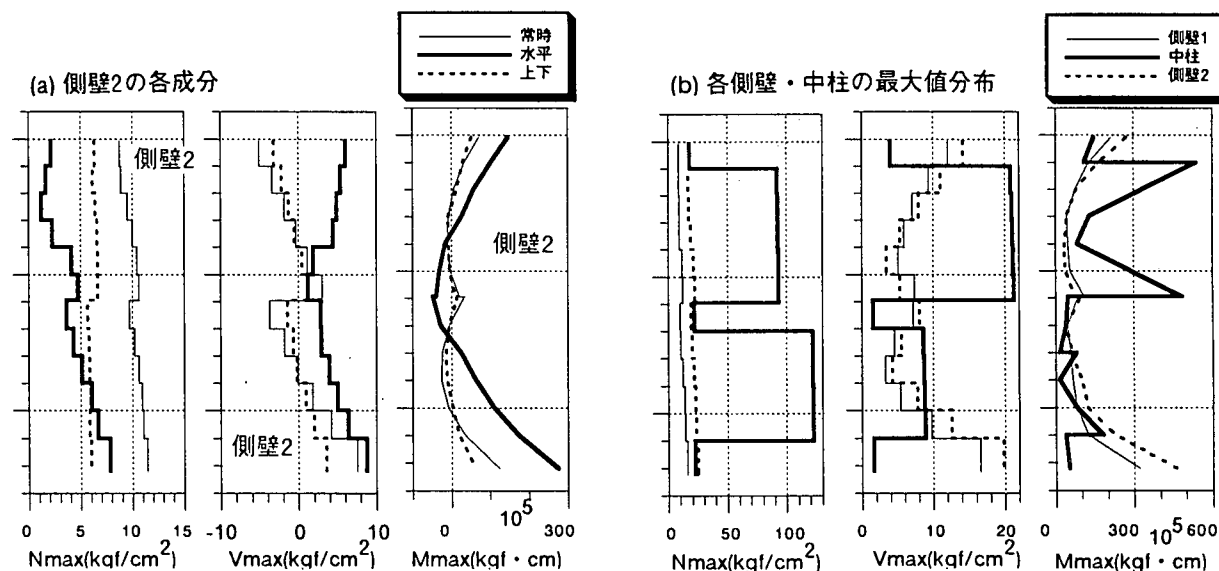 常時
水平
上下
(a) 側壁2の各成分
側壁2
側壁2
側壁2
0 5 10 15
Nmax(kgf/cm²)
-10 0 10
Vmax(kgf/cm²)
0 10⁵ 300
Mmax(kgf・cm)
側壁1
中柱
側壁2
(b) 各側壁・中柱の最大値分布
0 50 100
Nmax(kgf/cm²)
0 10 20
Vmax(kgf/cm²)
0 300 10⁵ 600
Mmax(kgf・cm)